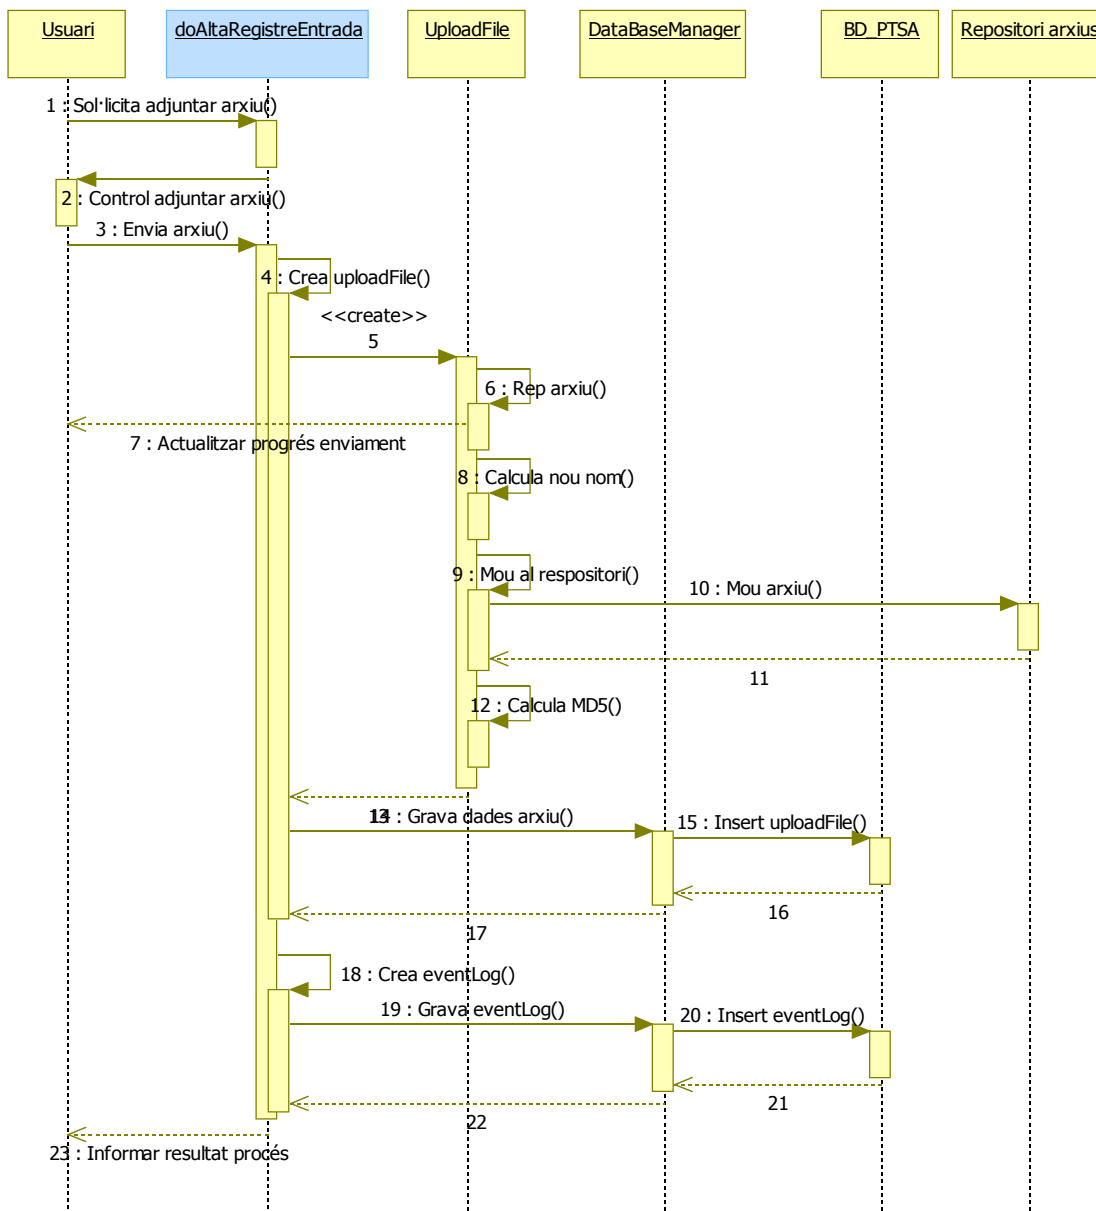 Usuari
doAltaRegistreEntrada
UploadFile
DataBaseManager
BD_PTSA
Repositori arxius
1 : Sol·licita adjuntar arxiu()
2 : Control adjuntar arxiu()
3 : Envia arxiu()
4 : Crea uploadFile()
<<create>>
5
6 : Rep arxiu()
7 : Actualitzar progrés enviament
8 : Calcula nou nom()
9 : Mou al respositori()
10 : Mou arxiu()
11
12 : Calcula MD5()
13
14 : Grava dades arxiu()
15 : Insert uploadFile()
16
17
18 : Crea eventLog()
19 : Grava eventLog()
20 : Insert eventLog()
21
22
23 : Informar resultat procés